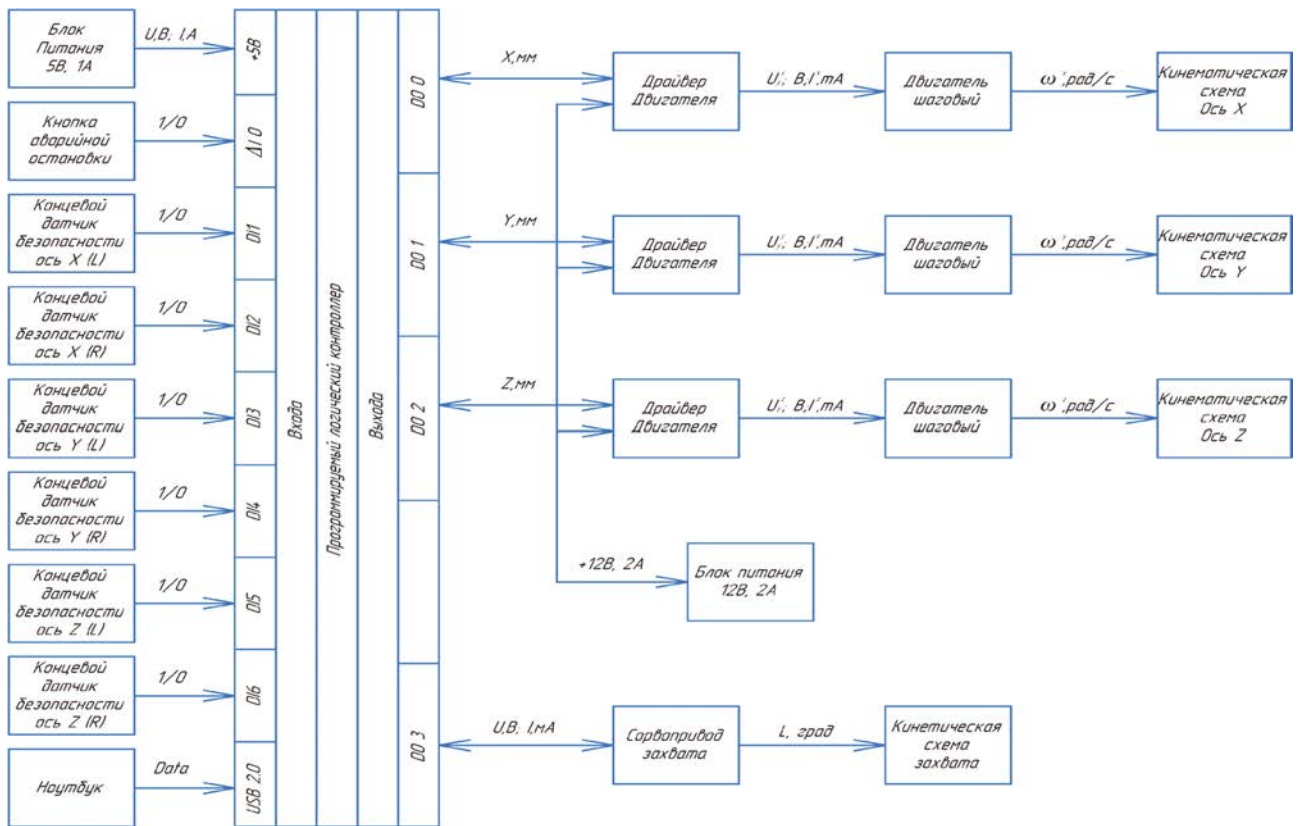 Блок
Питания
5В, 1А
U,В; I,А
+5В
Кнопка
аварийной
остановки
1/0
ΔI 0
Концевой
датчик
безопасности
ось X (L)
1/0
DI1
Концевой
датчик
безопасности
ось X (R)
1/0
DI2
Концевой
датчик
безопасности
ось Y (L)
1/0
DI3
Концевой
датчик
безопасности
ось Y (R)
1/0
DI4
Концевой
датчик
безопасности
ось Z (L)
1/0
DI5
Концевой
датчик
безопасности
ось Z (R)
1/0
DI6
Ноутбук
Data
USB 2.0
Входа
Программируемый логический контроллер
Выхода
DO 0
X,мм
Драйвер
Двигателя
U'; В,I',mA
Двигатель
шаговый
ω',рад/с
Кинематическая
схема
Ось X
DO 1
Y,мм
Драйвер
Двигателя
U'; В,I',mA
Двигатель
шаговый
ω',рад/с
Кинематическая
схема
Ось Y
DO 2
Z,мм
Драйвер
Двигателя
U'; В,I',mA
Двигатель
шаговый
ω',рад/с
Кинематическая
схема
Ось Z
+12В, 2А
Блок питания
12В, 2А
DO 3
U,В; I,мА
Сорвопривод
захвата
L, град
Кинетическая
схема
захвата